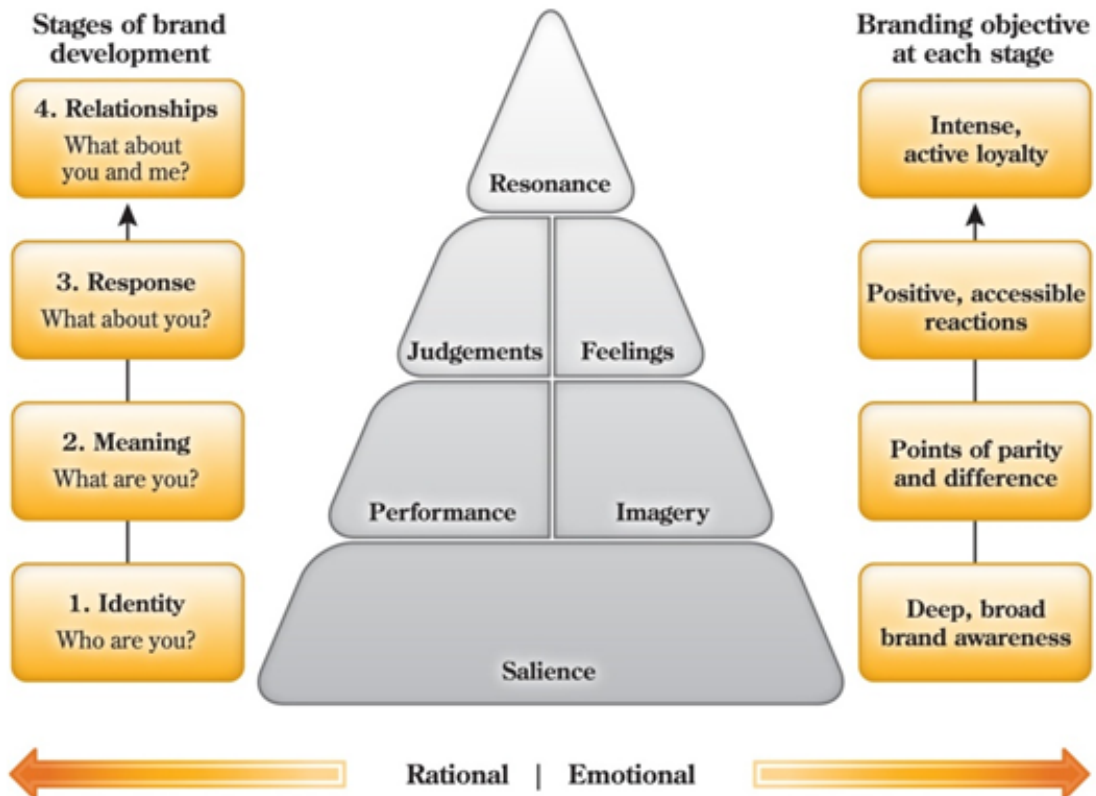 Stages of brand
development
4. Relationships
What about
you and me?
3. Response
What about you?
2. Meaning
What are you?
1. Identity
Who are you?
Resonance
Judgements
Feelings
Performance
Imagery
Salience
Branding objective
at each stage
Intense,
active loyalty
Positive, accessible
reactions
Points of parity
and difference
Deep, broad
brand awareness
Rational | Emotional